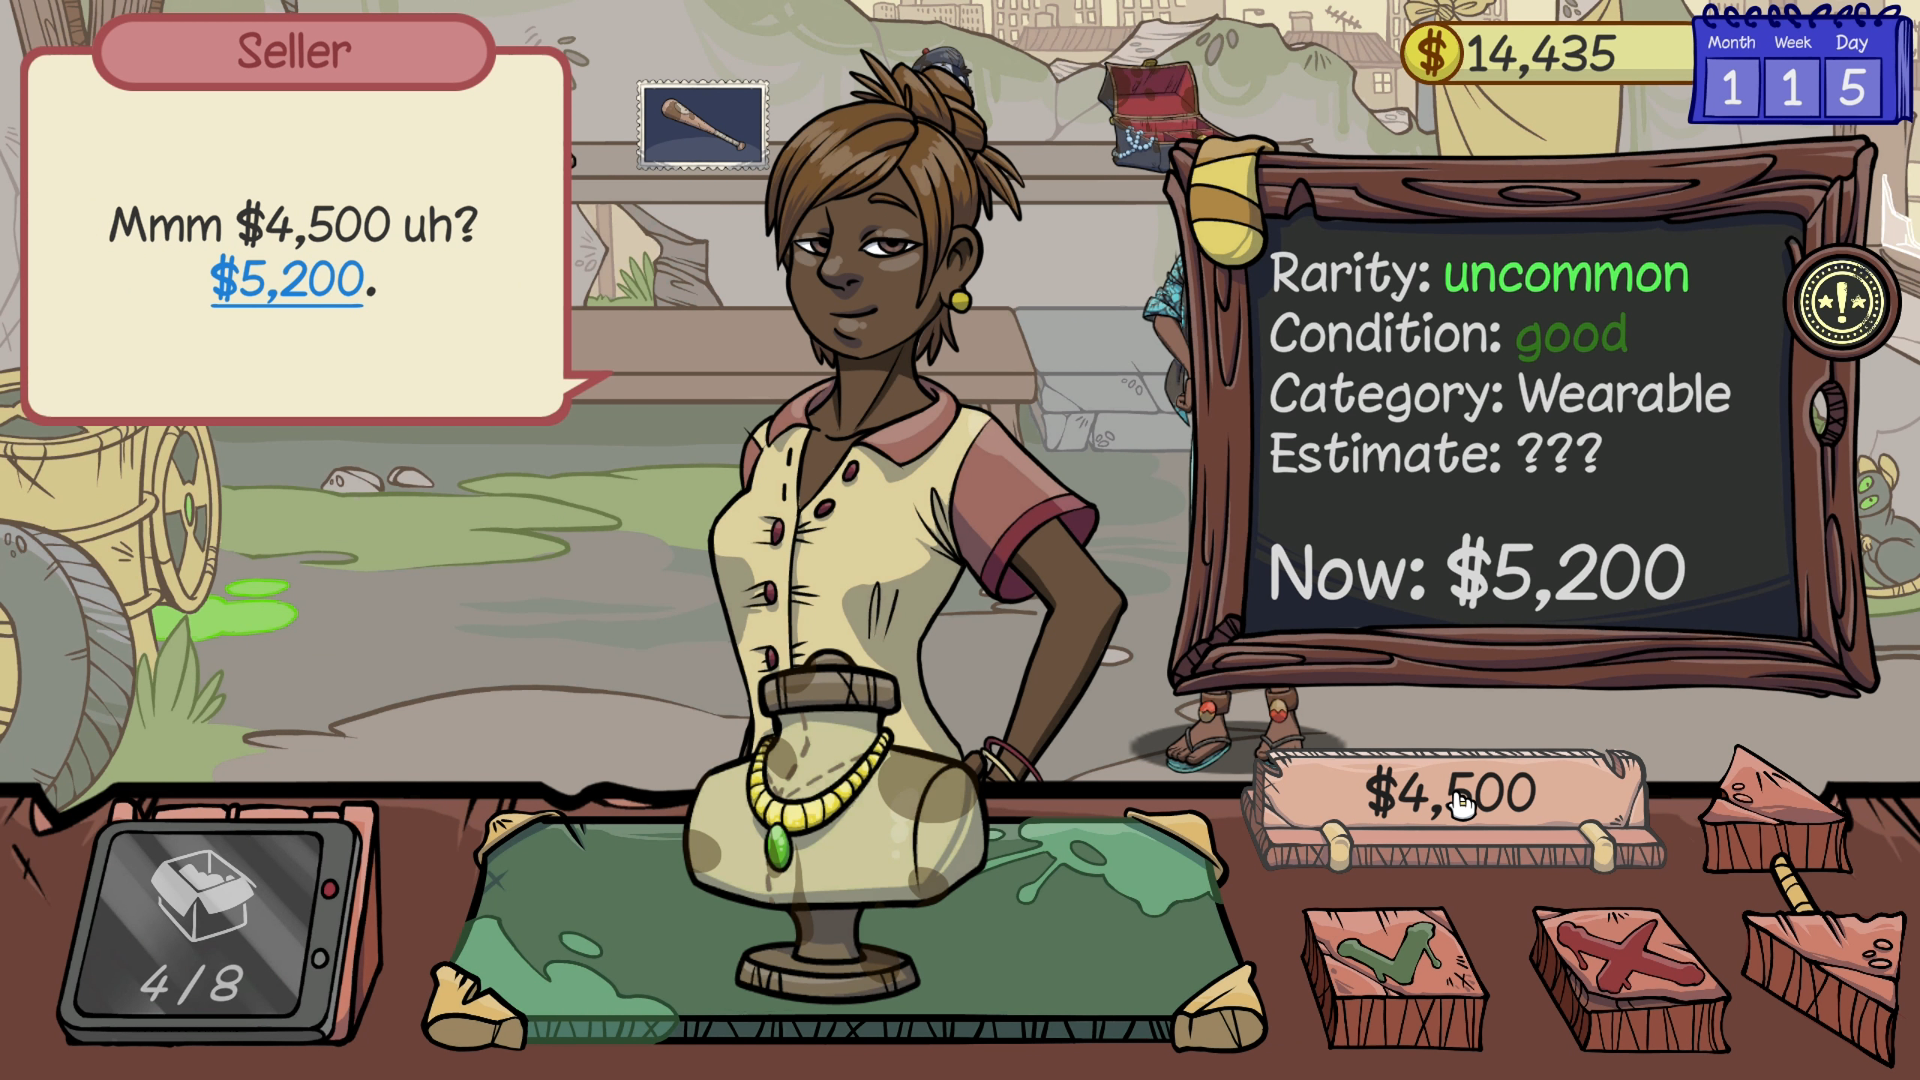 Seller
Mmm $4,500 uh?
$5,200.
$ 14,435
Month Week Day
1 1 5
Rarity: uncommon
Condition: good
Category: Wearable
Estimate: ???
Now: $5,200
$4,500
4/8